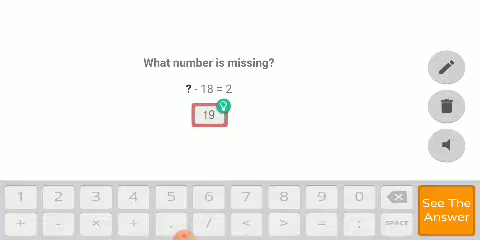 What number is missing?
? - 18 = 2
19
1 2 3 4 5 6 7 8 9 0
+ - × ÷ . / < > = : SPACE
See The
Answer